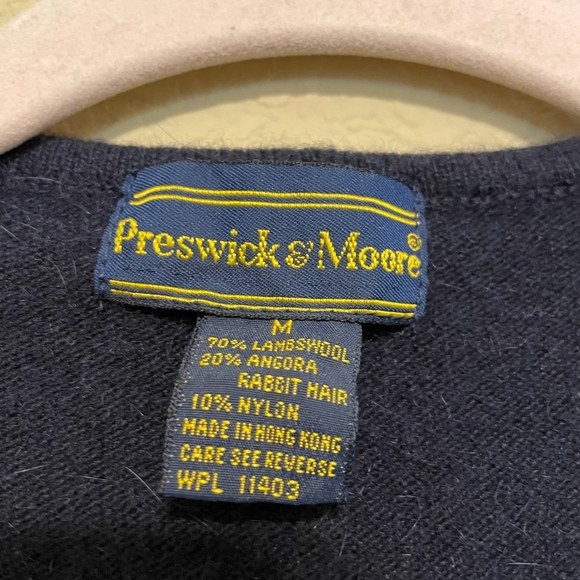 Preswick & Moore®
M
70% LAMBSWOOL
20% ANGORA
RABBIT HAIR
10% NYLON
MADE IN HONG KONG
CARE SEE REVERSE
WPL 11403